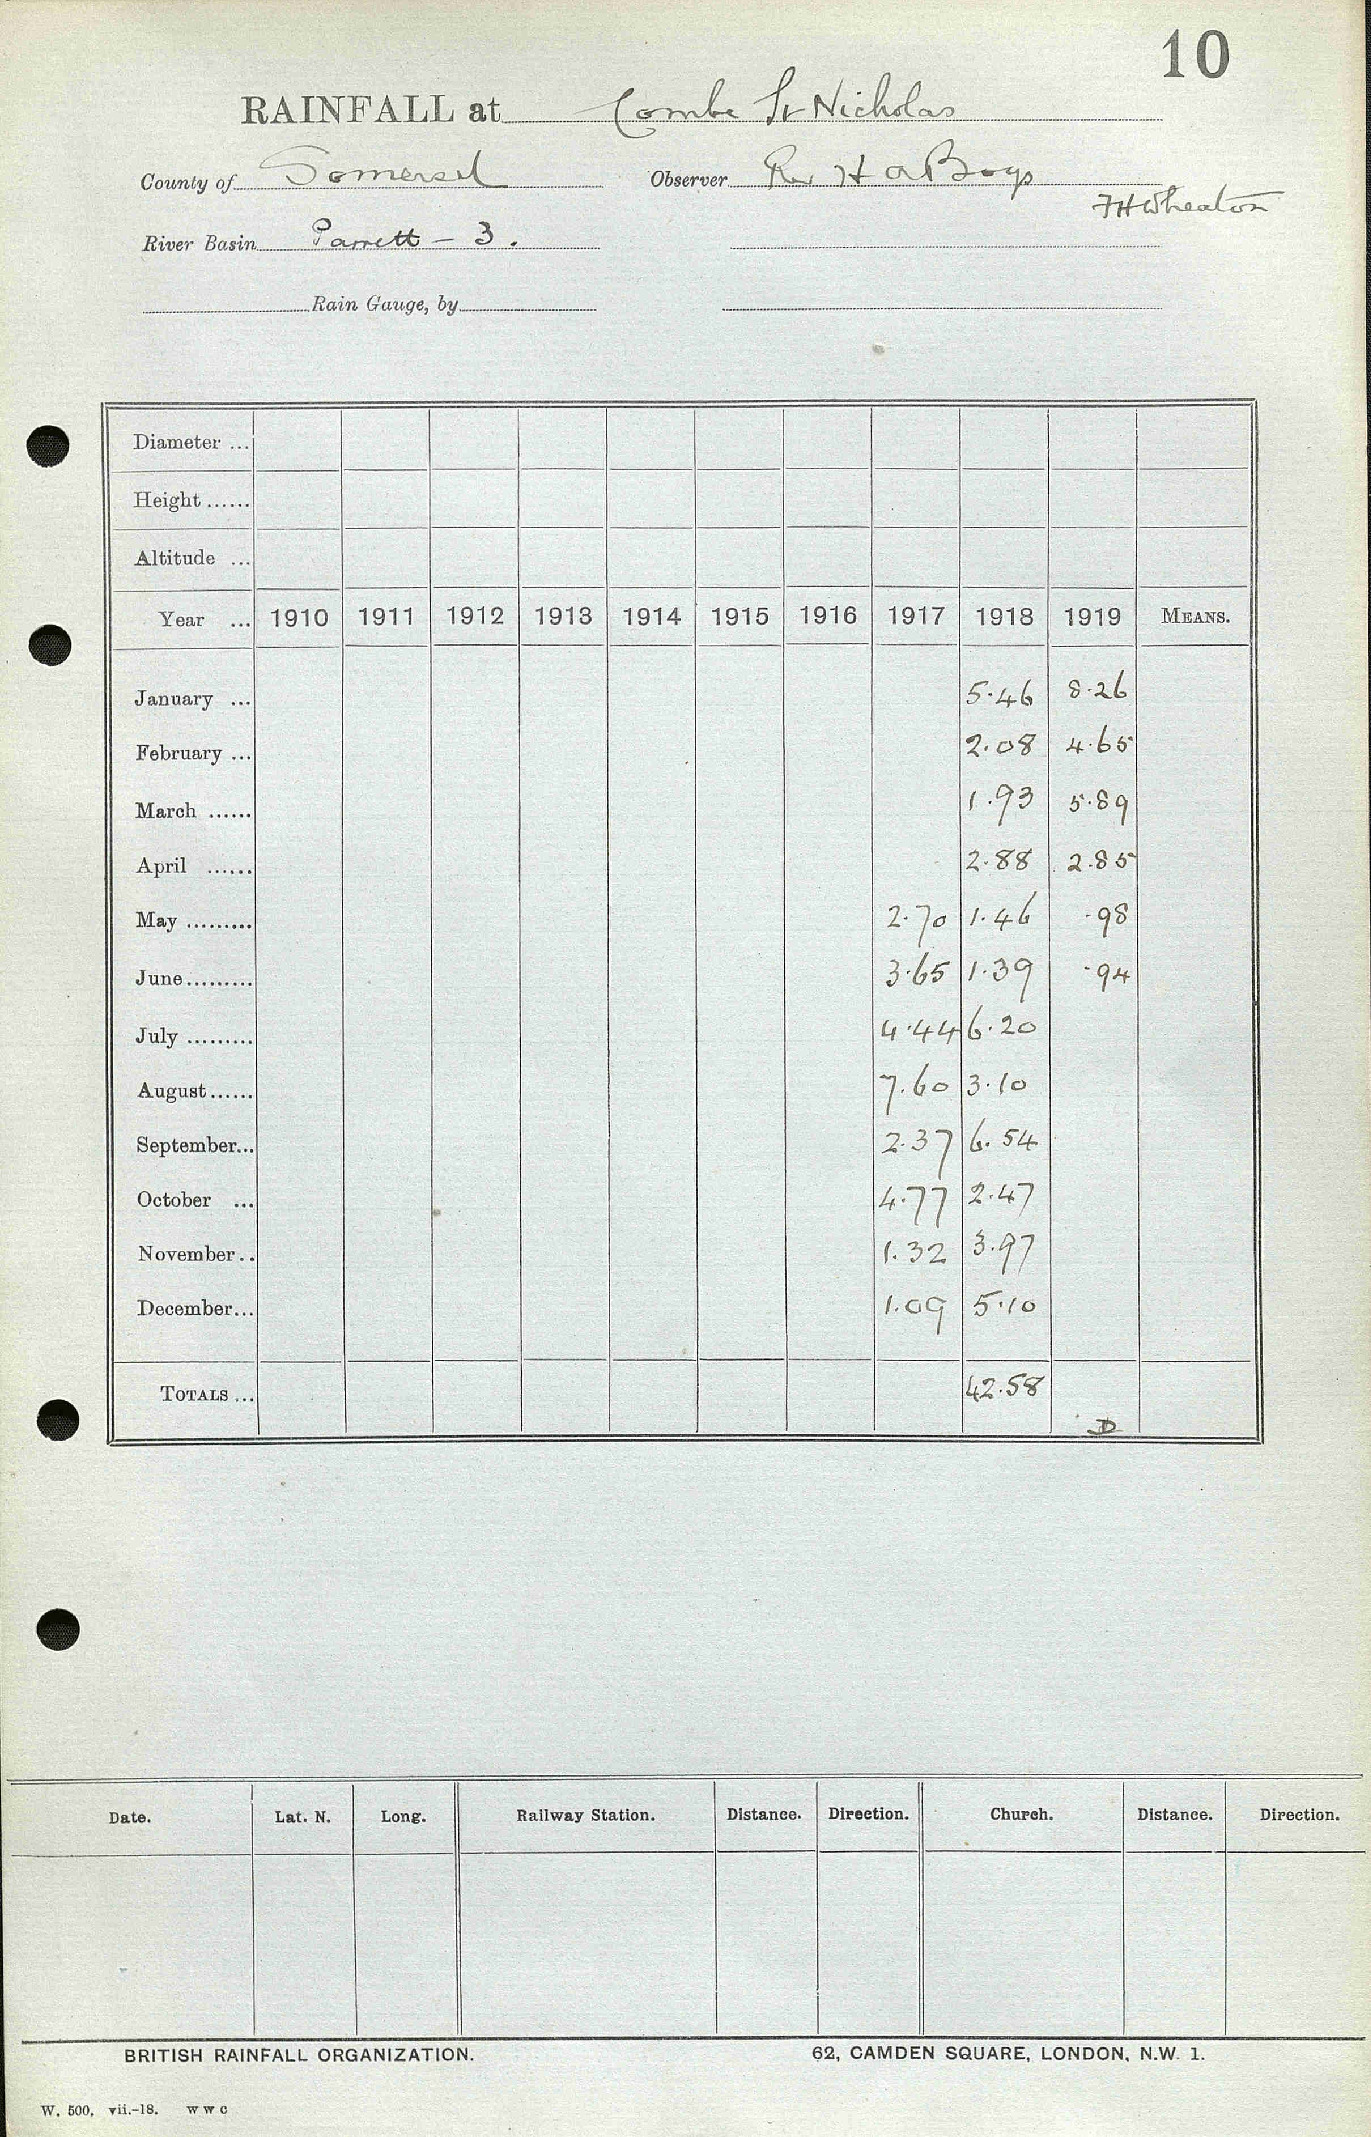 10
RAINFALL at Combe St Nicholas
County of Somerset Observer Rev H A Boys
F H Wheaton
River Basin Parrett – 3.
Rain Gauge, by
Diameter ...
Height ......
Altitude ...
Year ... 1910 1911 1912 1913 1914 1915 1916 1917 1918 1919 MEANS.
January ... 5.46 8.26
February ... 2.08 4.65
March ...... 1.93 5.89
April ...... 2.88 2.85
May ......... 2.70 1.46 .98
June ......... 3.65 1.39 .94
July ......... 4.44 6.20
August ...... 7.60 3.10
September... 2.37 6.54
October ... 4.77 2.47
November.. 1.32 3.97
December... 1.09 5.10
TOTALS ... 42.58
D
Date. Lat. N. Long. Railway Station. Distance. Direction. Church. Distance. Direction.
BRITISH RAINFALL ORGANIZATION. 62, CAMDEN SQUARE, LONDON, N.W. 1.
W. 500. vii.-18. W W C